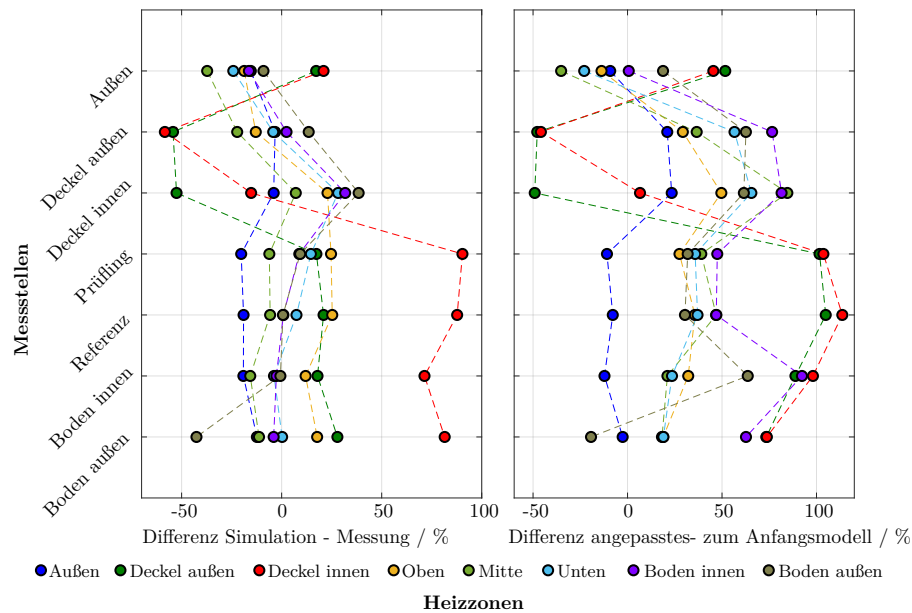 Außen
Deckel außen
Deckel innen
Prüfling
Referenz
Boden innen
Boden außen
Messstellen
-50 0 50 100 -50 0 50 100
Differenz Simulation - Messung / % Differenz angepasstes- zum Anfangsmodell / %
Außen Deckel außen Deckel innen Oben Mitte Unten Boden innen Boden außen
Heizzonen